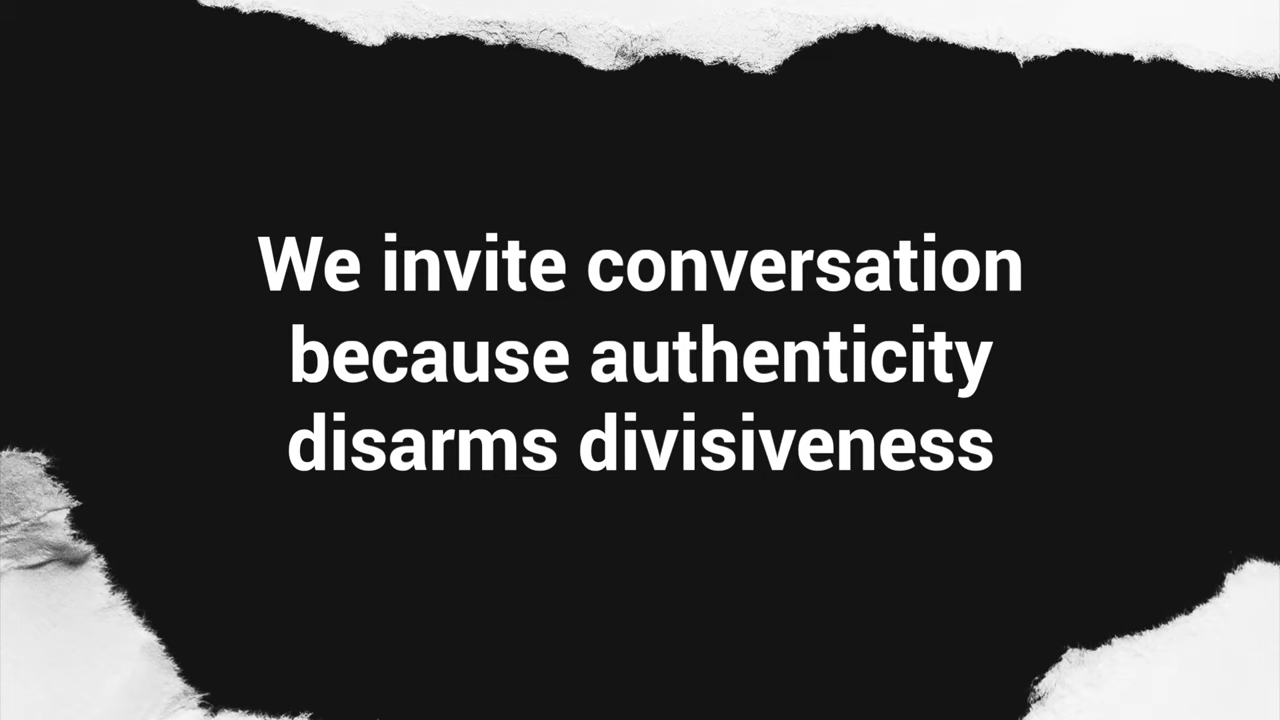 We invite conversation
because authenticity
disarms divisiveness